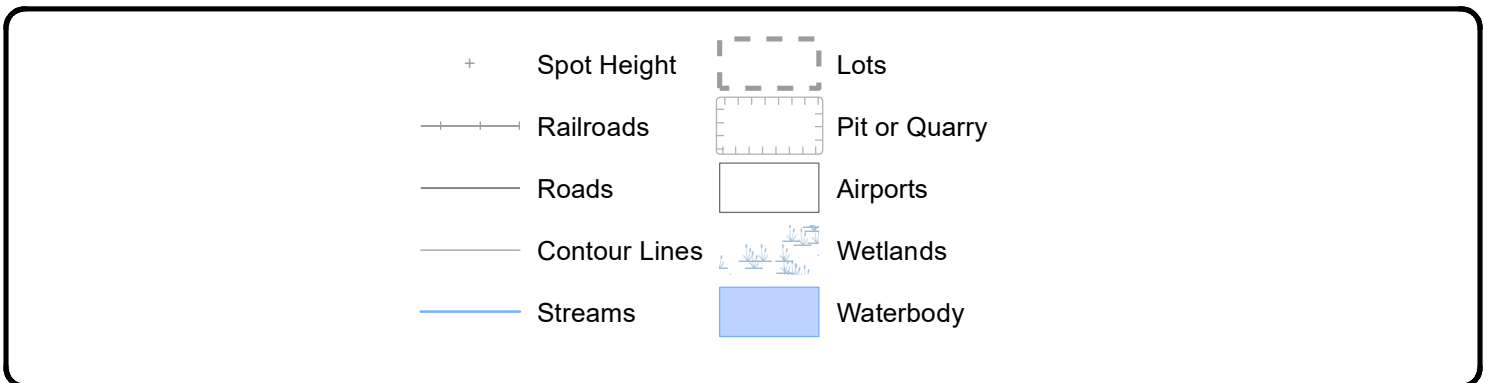 Spot Height
Railroads
Roads
Contour Lines
Streams
Lots
Pit or Quarry
Airports
Wetlands
Waterbody